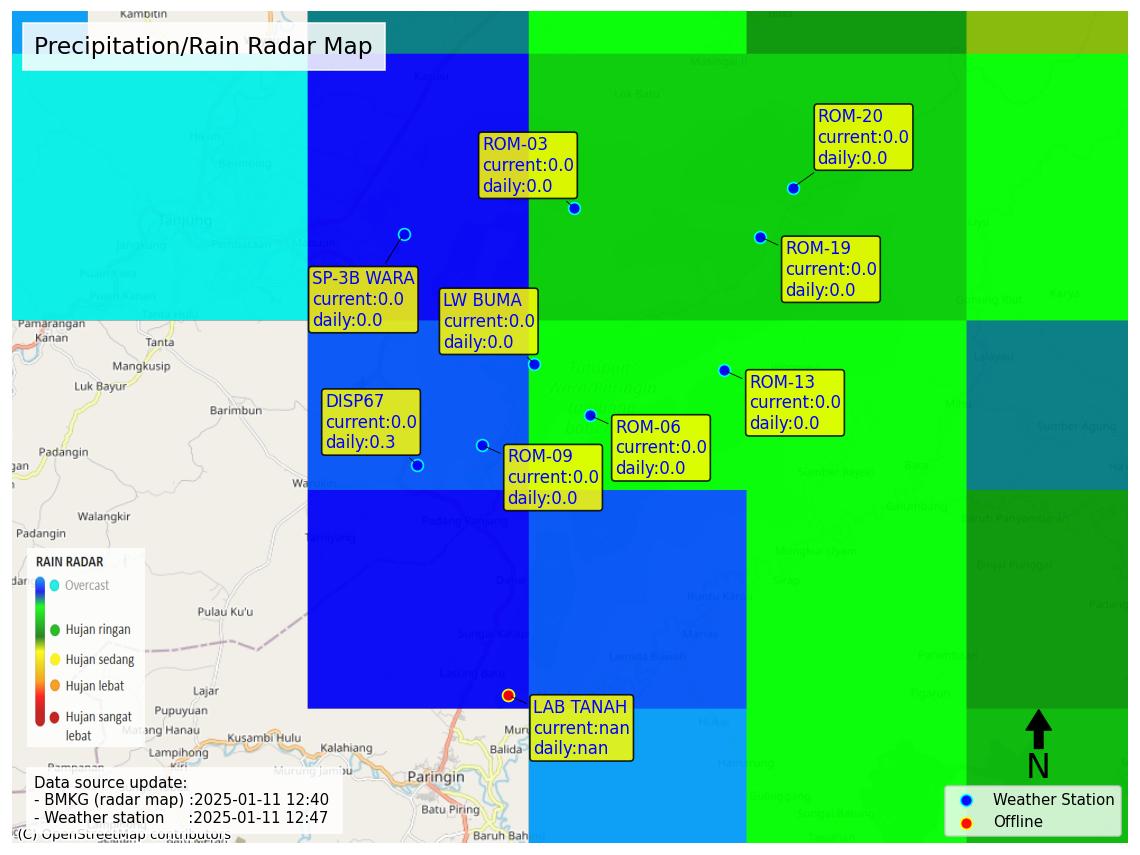 Kambitin
Precipitation/Rain Radar Map
ROM-20
current:0.0
daily:0.0
ROM-03
current:0.0
daily:0.0
Tanjung
ROM-19
current:0.0
daily:0.0
SP-3B WARA
current:0.0
daily:0.0
LW BUMA
current:0.0
daily:0.0
Pamarangan
Kanan
Tanta
Mangkusip
Luk Bayur
ROM-13
current:0.0
daily:0.0
DISP67
current:0.0
daily:0.3
Barimbun
ROM-06
current:0.0
daily:0.0
ROM-09
current:0.0
daily:0.0
Padangin
Walangkir
Padangin
RAIN RADAR
Overcast
Hujan ringan
Hujan sedang
Hujan lebat
Hujan sangat
lebat
Pulau Ku'u
Lajar
Pupuyuan
Matang Hanau
Lampihong
Kusambi Hulu
Kalahiang
Murung Jambu
LAB TANAH
current:nan
daily:nan
Balida
Paringin
Batu Piring
N
Data source update:
- BMKG (radar map) :2025-01-11 12:40
- Weather station :2025-01-11 12:47
(C) OpenStreetMap contributors
Weather Station
Offline